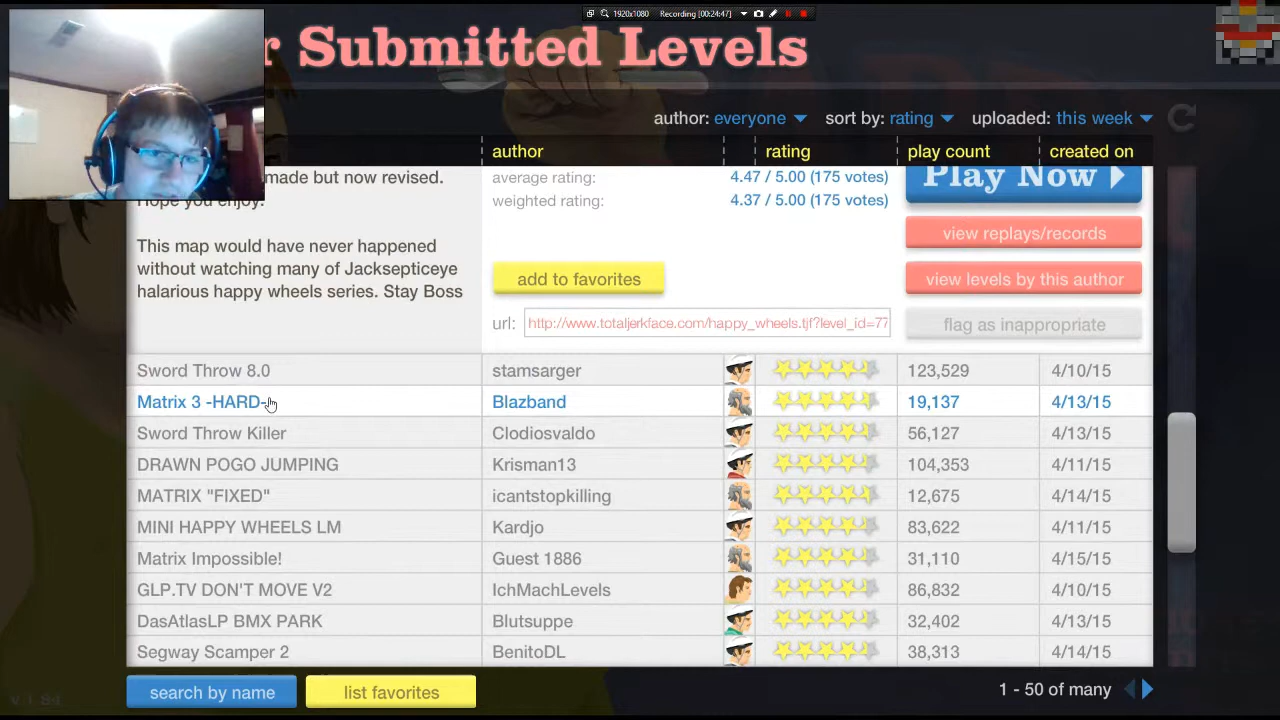 1920x1080 Recording [00:24:47]
r Submitted Levels
author: everyone sort by: rating uploaded: this week
author rating play count created on
made but now revised.
Hope you enjoy!
This map would have never happened
without watching many of Jacksepticeye
halarious happy wheels series. Stay Boss
average rating: 4.47 / 5.00 (175 votes)
weighted rating: 4.37 / 5.00 (175 votes)
add to favorites
url: http://www.totaljerkface.com/happy_wheels.tjf?level_id=77
Play Now
view replays/records
view levels by this author
flag as inappropriate
Sword Throw 8.0 stamsarger 123,529 4/10/15
Matrix 3 -HARD- Blazband 19,137 4/13/15
Sword Throw Killer Clodiosvaldo 56,127 4/13/15
DRAWN POGO JUMPING Krisman13 104,353 4/11/15
MATRIX "FIXED" icantstopkilling 12,675 4/14/15
MINI HAPPY WHEELS LM Kardjo 83,622 4/11/15
Matrix Impossible! Guest 1886 31,110 4/15/15
GLP.TV DON'T MOVE V2 IchMachLevels 86,832 4/10/15
DasAtlasLP BMX PARK Blutsuppe 32,402 4/13/15
Segway Scamper 2 BenitoDL 38,313 4/14/15
search by name list favorites 1 - 50 of many